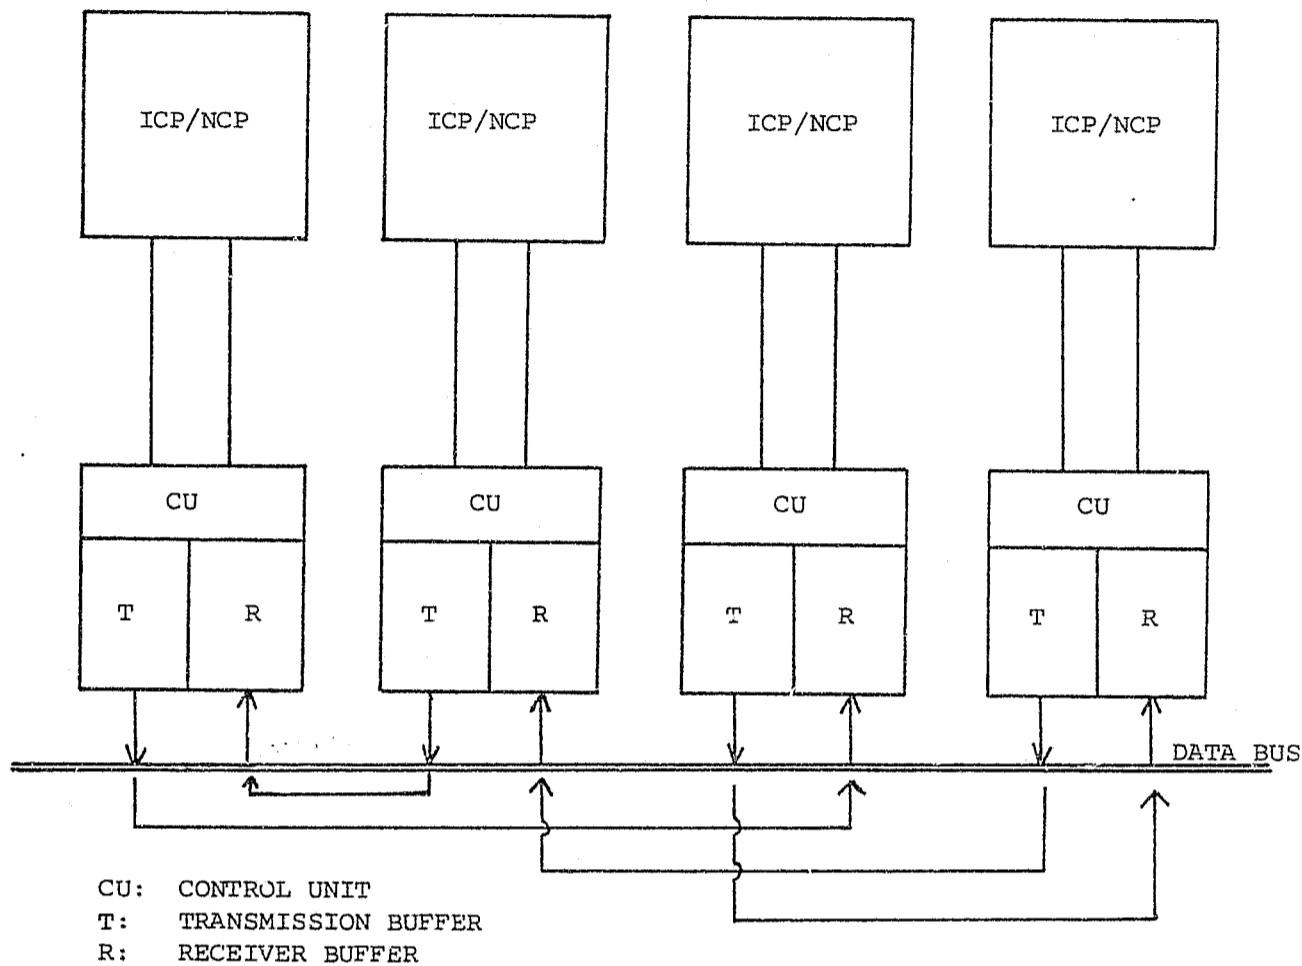 ICP/NCP
ICP/NCP
ICP/NCP
ICP/NCP
CU
CU
CU
CU
T
R
T
R
T
R
T
R
DATA BUS
CU: CONTROL UNIT
T: TRANSMISSION BUFFER
R: RECEIVER BUFFER